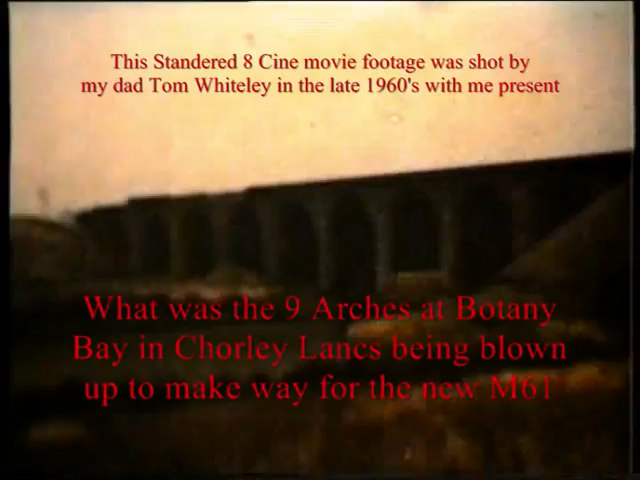 This Standered 8 Cine movie footage was shot by
my dad Tom Whiteley in the late 1960's with me present
What was the 9 Arches at Botany
Bay in Chorley Lancs being blown
up to make way for the new M61